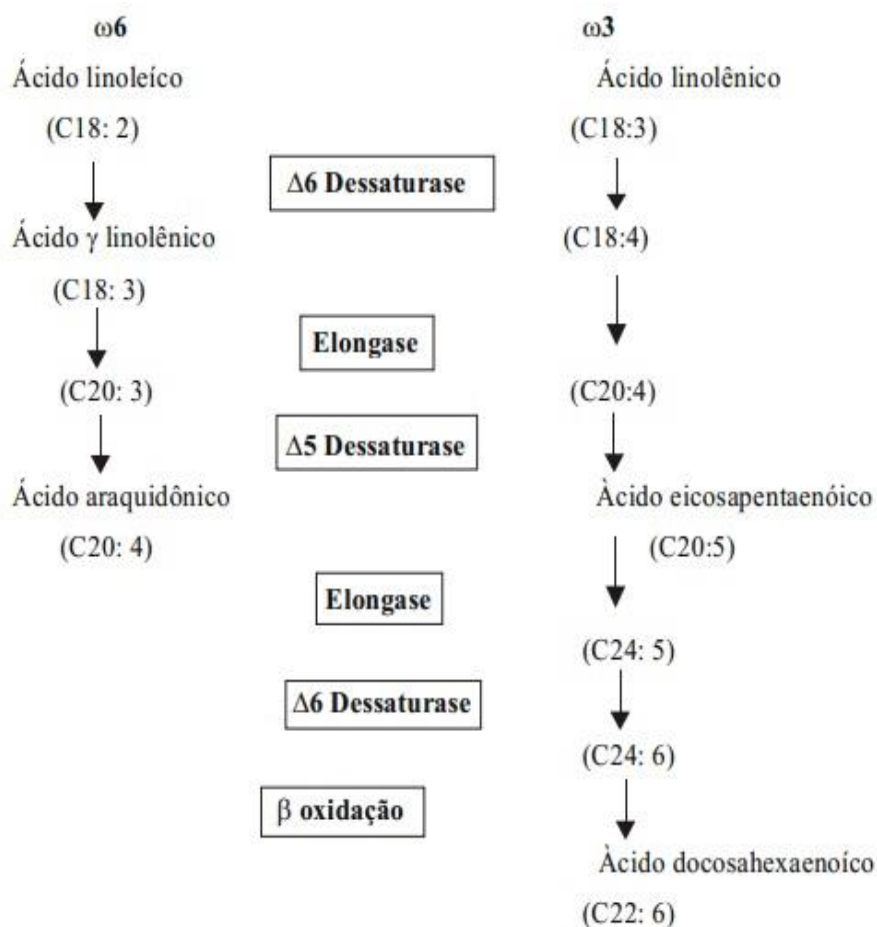 ω6
ω3
Ácido linoleíco
Ácido linolênico
(C18: 2)
(C18:3)
Δ6 Dessaturase
Ácido γ linolênico
(C18:4)
(C18: 3)
Elongase
(C20: 3)
(C20:4)
Δ5 Dessaturase
Ácido araquidônico
Àcido eicosapentaenóico
(C20: 4)
(C20:5)
Elongase
(C24: 5)
Δ6 Dessaturase
(C24: 6)
β oxidação
Àcido docosahexaenoíco
(C22: 6)